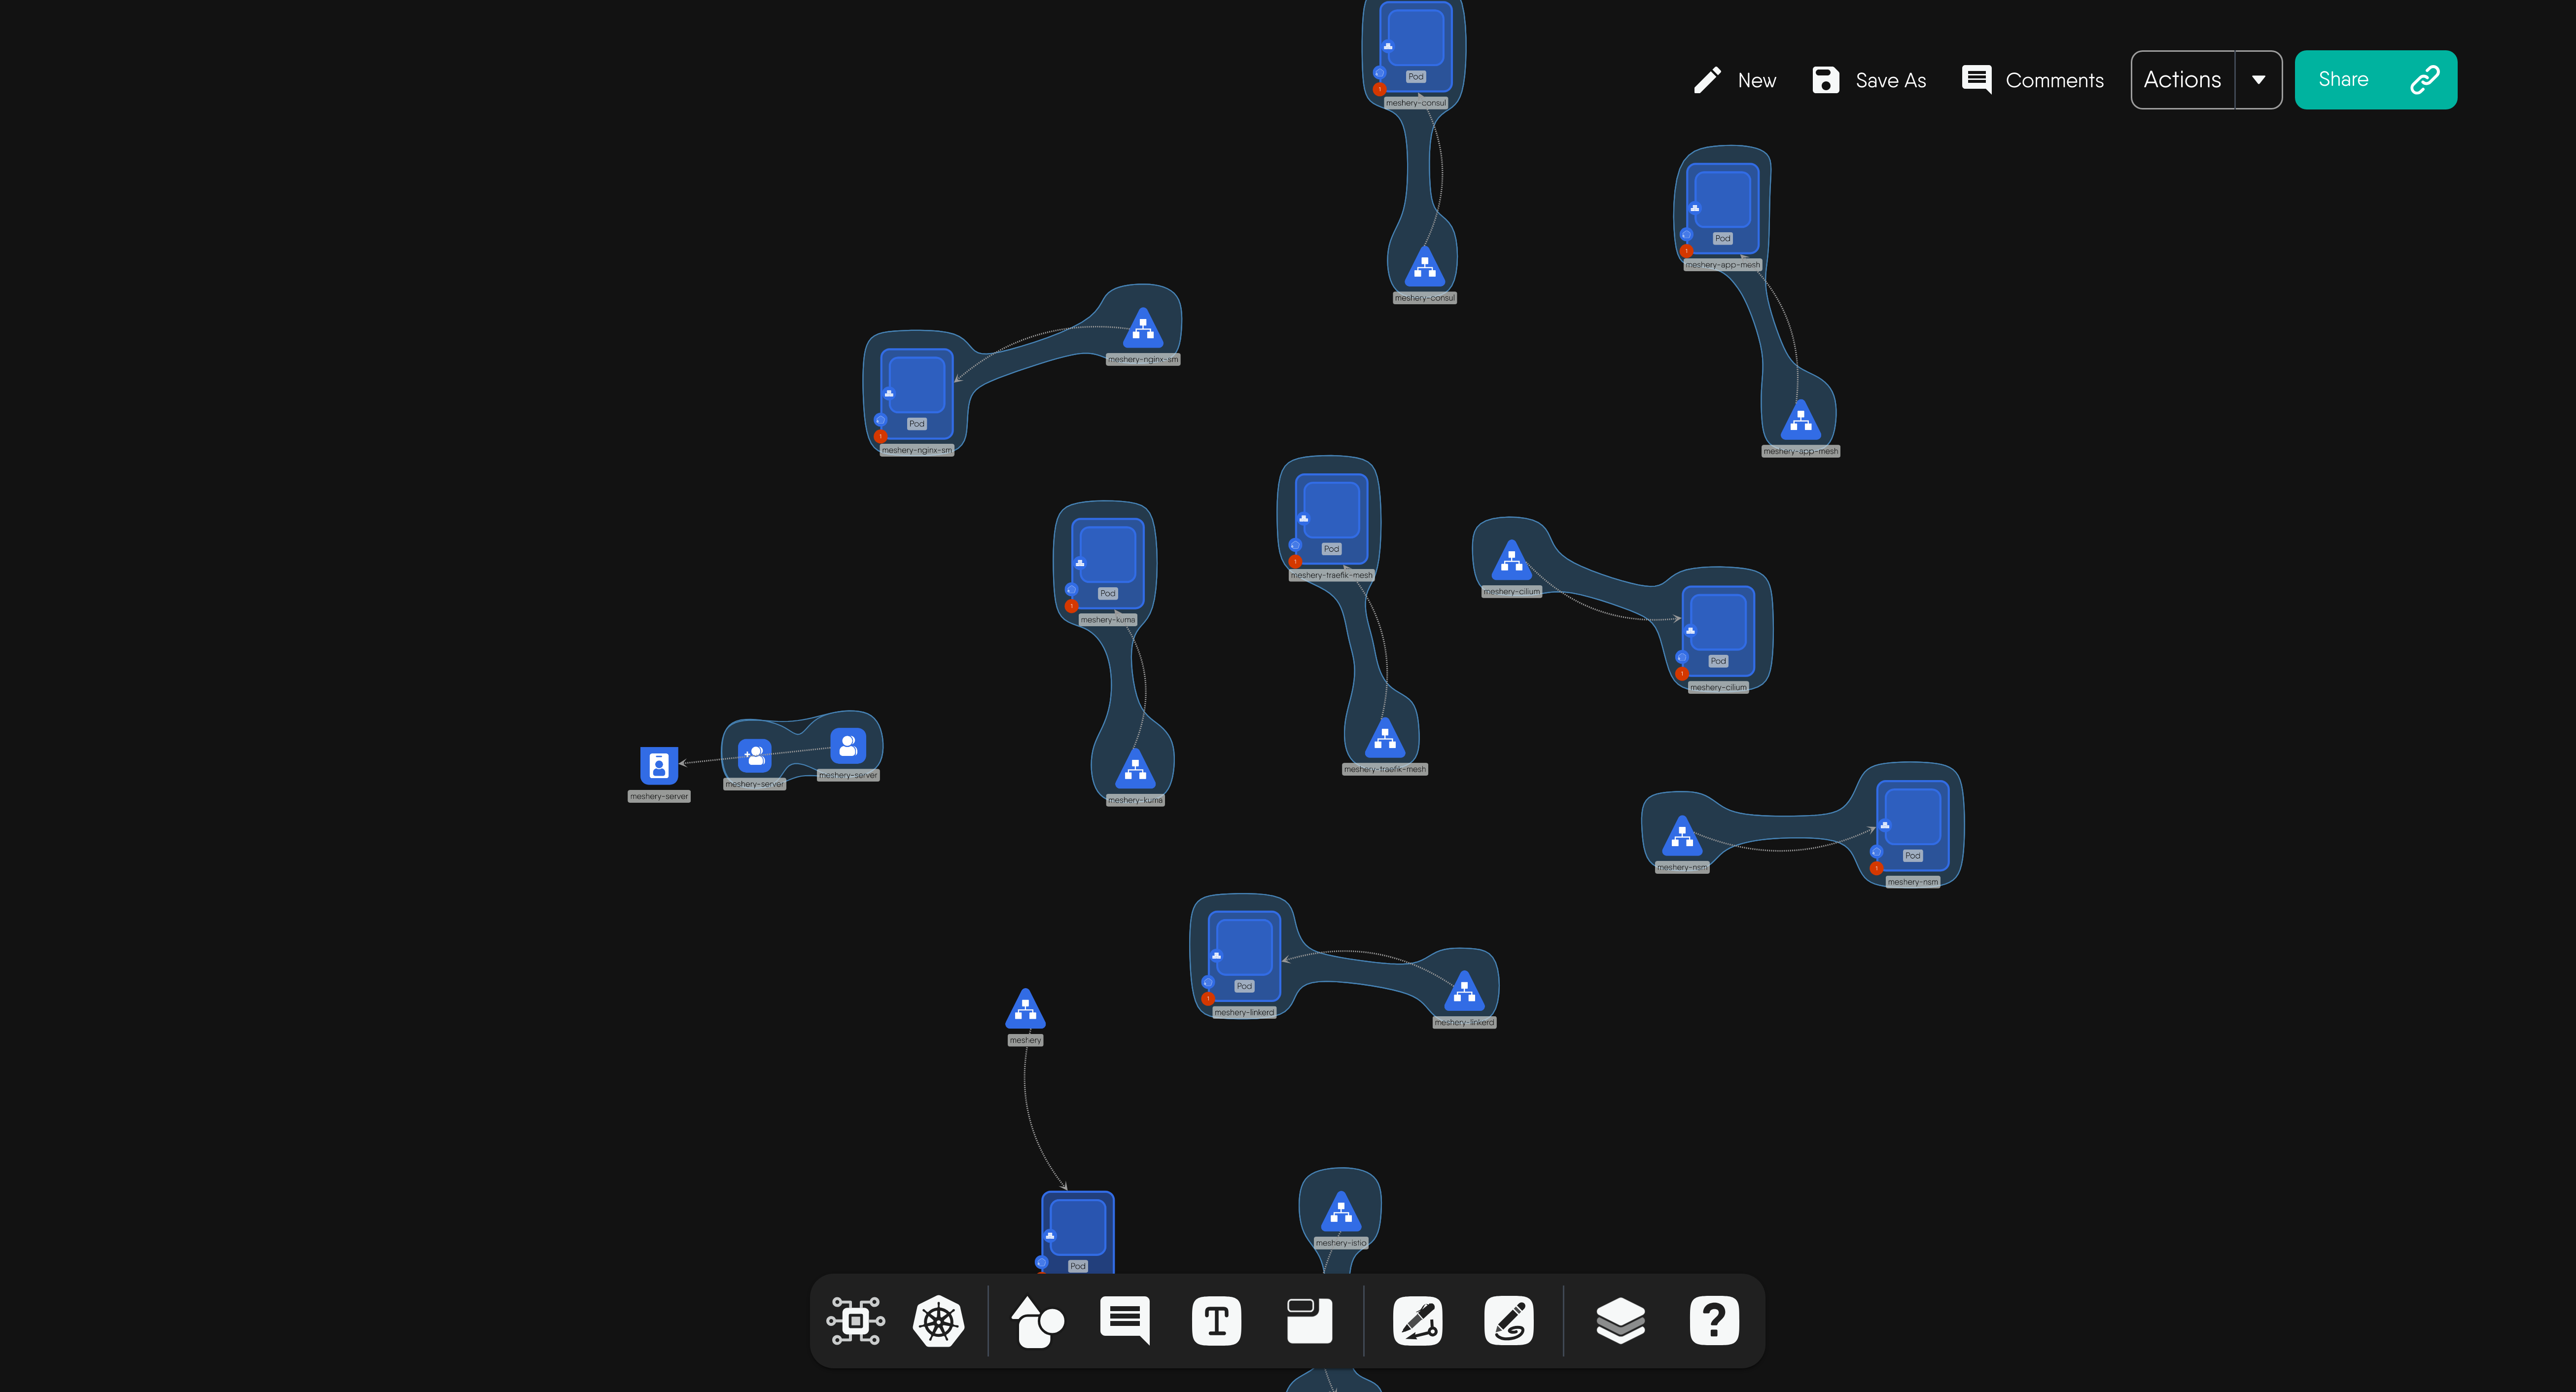 Pod
meshery-consul
New
Save As
Comments
Actions
Share
Pod
meshery-app-mesh
meshery-consul
meshery-nginx-sm
Pod
meshery-nginx-sm
meshery-app-mesh
Pod
meshery-traefik-mesh
Pod
meshery-kuma
meshery-cilium
Pod
meshery-cilium
meshery-server
meshery-server
meshery-server
meshery-kuma
meshery-traefik-mesh
meshery-nsm
Pod
meshery-nsm
Pod
meshery-linkerd
meshery-linkerd
meshery
Pod
meshery-istio
T
?